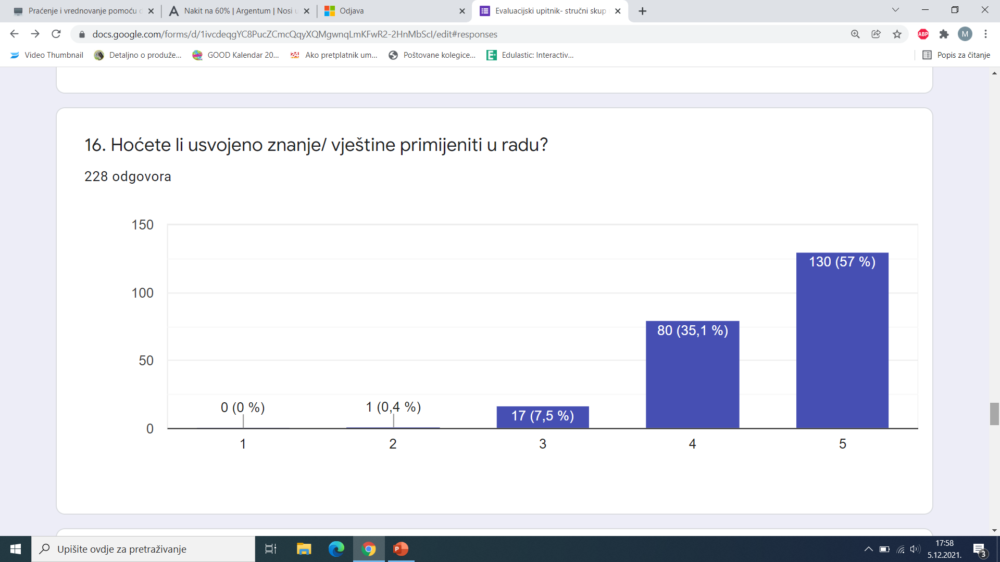 Praćenje i vrednovanje pomoću
Nakit na 60% | Argentum | Nosi
Odjava
Evaluacijski upitnik- stručni skup
docs.google.com/forms/d/1ivcdeqgYC8PucZCmcQqyXQMgwnqLmKFwR2-2HnMbScI/edit#responses
ABP
M
Video Thumbnail
Detaljno o produže...
GOOD Kalendar 20...
24
Ako pretplatnik um...
Poštovane kolegice...
Edulastic: Interactiv...
Popis za čitanje
16. Hoćete li usvojeno znanje/ vještine primijeniti u radu?
228 odgovora
150
100
50
0
0 (0 %)
1 (0,4 %)
17 (7,5 %)
80 (35,1 %)
130 (57 %)
1
2
3
4
5
Upišite ovdje za pretraživanje
17:58
5.12.2021.
3